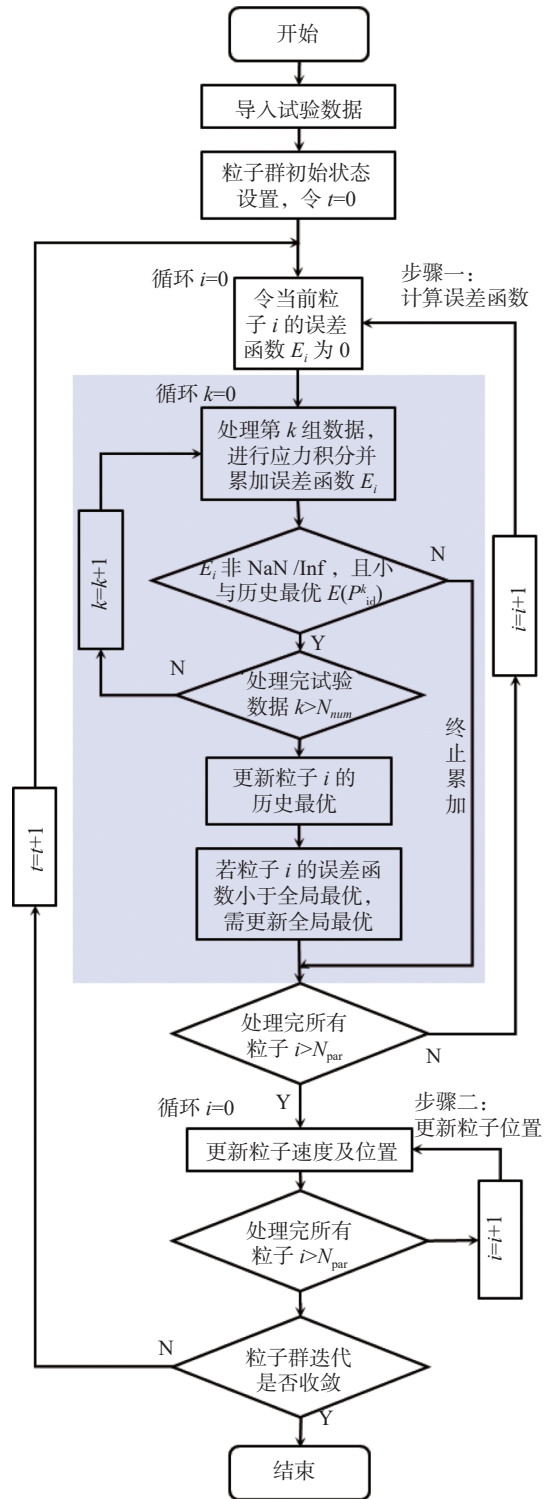 开始
导入试验数据
粒子群初始状态
设置，令 t=0
循环 i=0
步骤一：
计算误差函数
令当前粒
子 i 的误差
函数 E_i 为 0
循环 k=0
处理第 k 组数据，
进行应力积分并
累加误差函数 E_i
k=k+1
E_i 非 NaN /Inf ，且小
与历史最优 E(P^k_id)
N
Y
i=i+1
处理完试验
数据 k>N_num
N
终止累加
更新粒子 i 的
历史最优
t=t+1
若粒子 i 的误差函
数小于全局最优，
需更新全局最优
处理完所有
粒子 i>N_par
N
Y
循环 i=0
步骤二：
更新粒子位置
更新粒子速度及位置
处理完所有
粒子 i>N_par
i=i+1
N
粒子群迭代
是否收敛
Y
结束